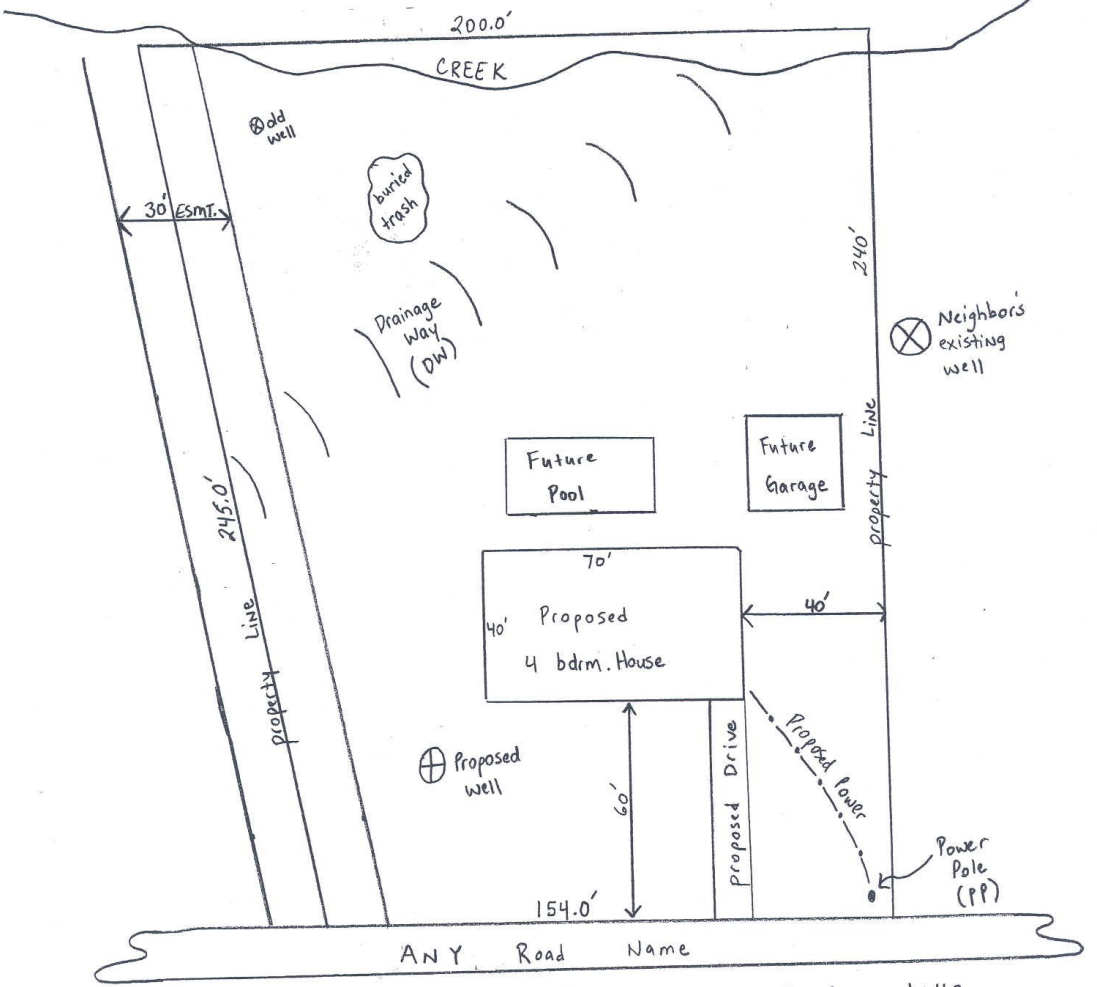 200.0'
CREEK
old
well
buried
trash
30' ESMT.
240'
Neighbor's
existing
well
Drainage
Way
(DW)
property Line
Future
Pool
Future
Garage
245.0'
property Line
70'
40'
Proposed
4 bdrm. House
40'
Proposed
well
60'
proposed Drive
Proposed Power
Power
Pole
(PP)
154.0'
ANY Road Name